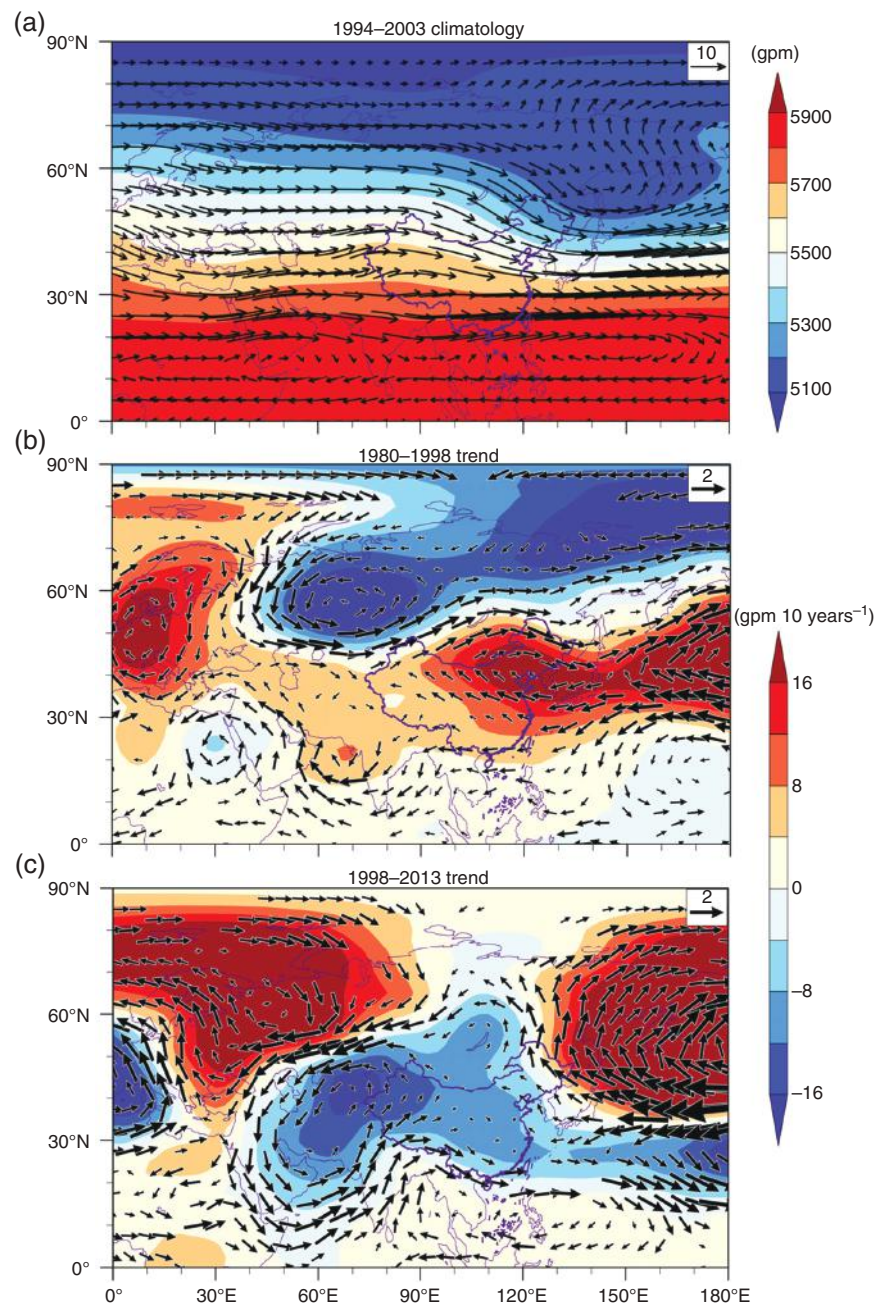 (a)
1994–2003 climatology
90°N
60°N
30°N
0°
10
(gpm)
5900
5700
5500
5300
5100
(b)
1980–1998 trend
90°N
60°N
30°N
0°
2
(c)
1998–2013 trend
90°N
60°N
30°N
0°
2
0°
30°E
60°E
90°E
120°E
150°E
180°E
(gpm 10 years⁻¹)
16
8
0
−8
−16